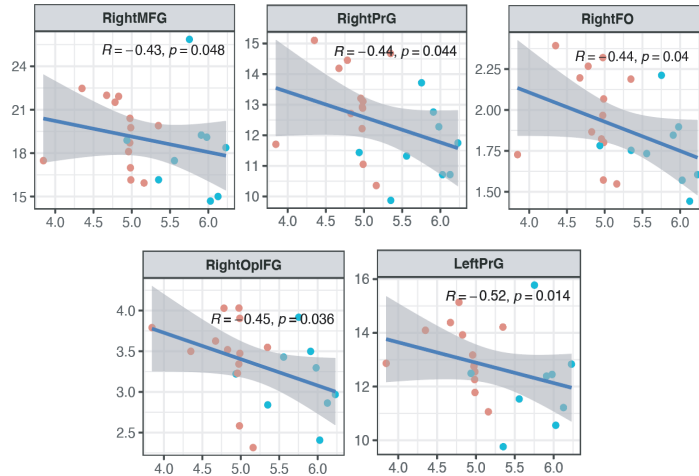 RightMFG
R = −0.43, p = 0.048
24
21
18
15
4.0 4.5 5.0 5.5 6.0
RightPrG
R = −0.44, p = 0.044
15
14
13
12
11
10
4.0 4.5 5.0 5.5 6.0
RightFO
R = −0.44, p = 0.04
2.25
2.00
1.75
1.50
4.0 4.5 5.0 5.5 6.0
RightOpIFG
R = −0.45, p = 0.036
4.0
3.5
3.0
2.5
4.0 4.5 5.0 5.5 6.0
LeftPrG
R = −0.52, p = 0.014
16
14
12
10
4.0 4.5 5.0 5.5 6.0